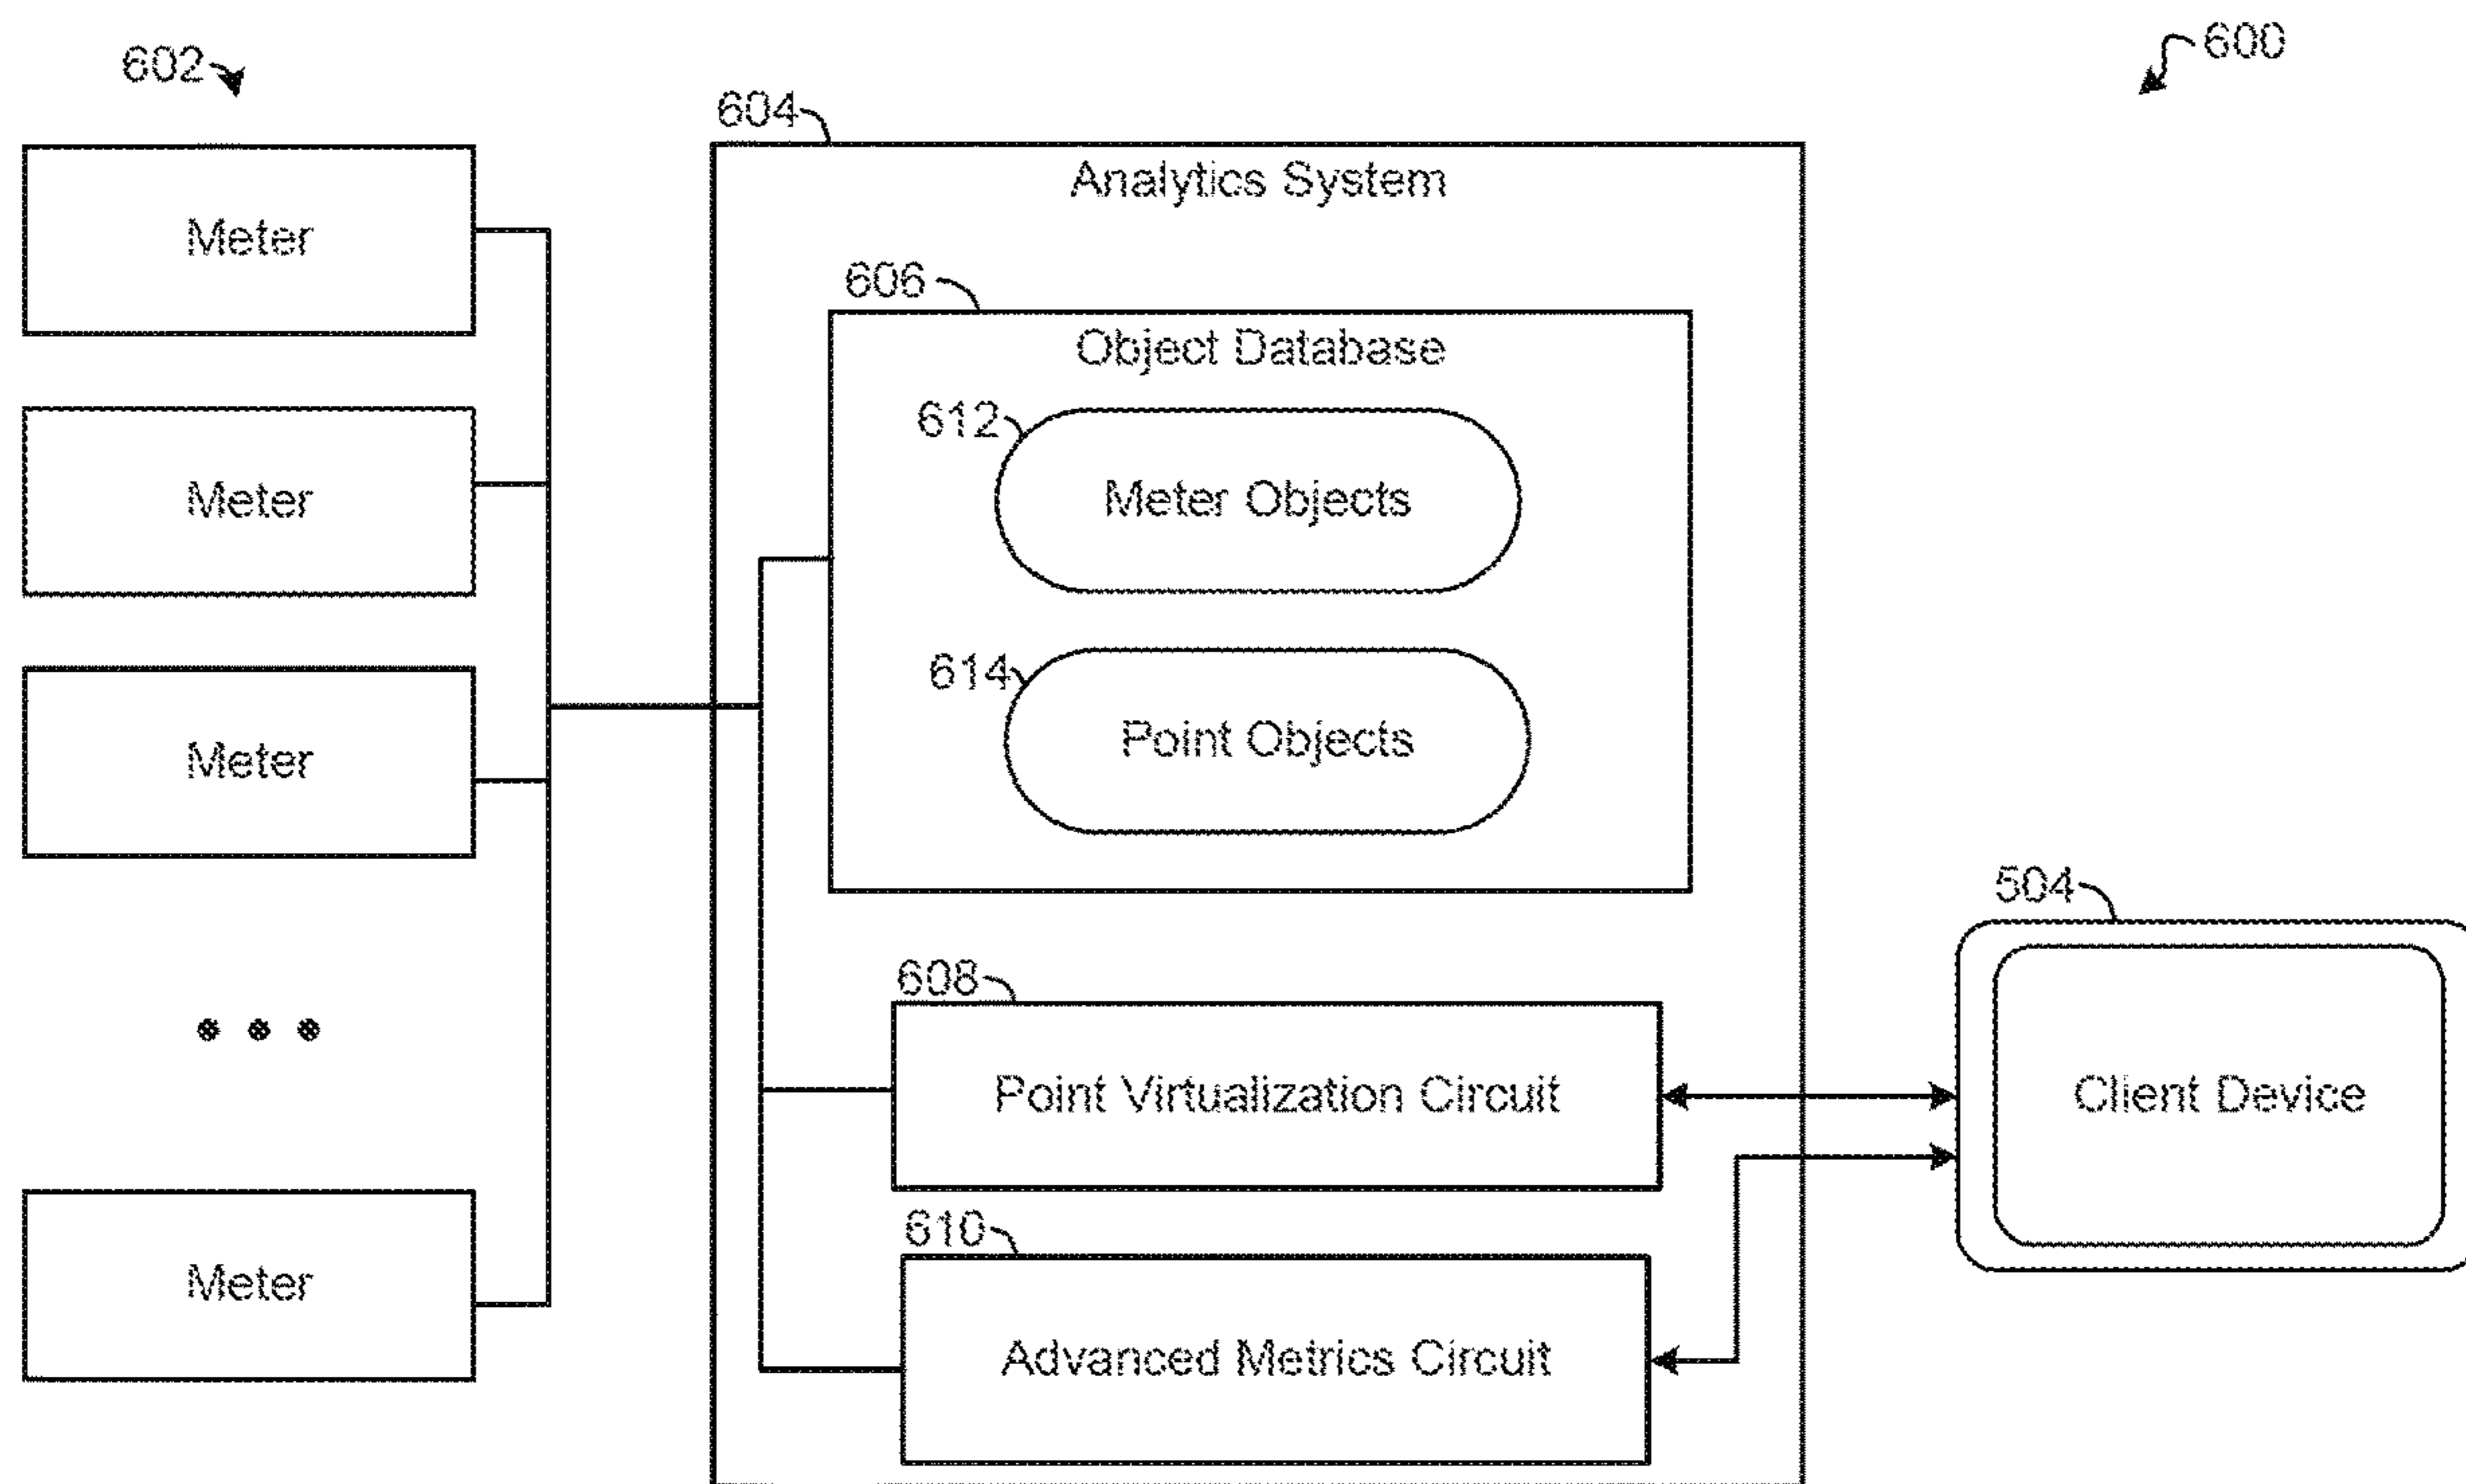 602
600
604
Meter
Analytics System
606
Object Database
612
Meter
Meter Objects
614
Meter
Point Objects
504
608
Point Virtualization Circuit
Client Device
610
Meter
Advanced Metrics Circuit